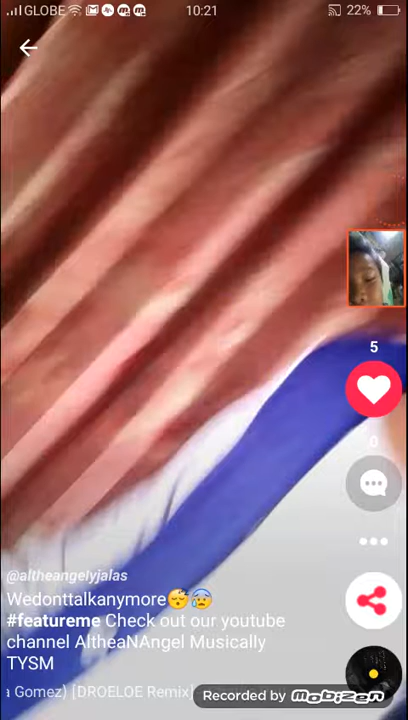 GLOBE 10:21 22%
5
0
@altheangelyjalas
Wedonttalkanymore😴😰
#featureme Check out our youtube
channel AltheaNAngel Musically
TYSM
a Gomez) [DROELOE Remix]
Recorded by MOBIZEN